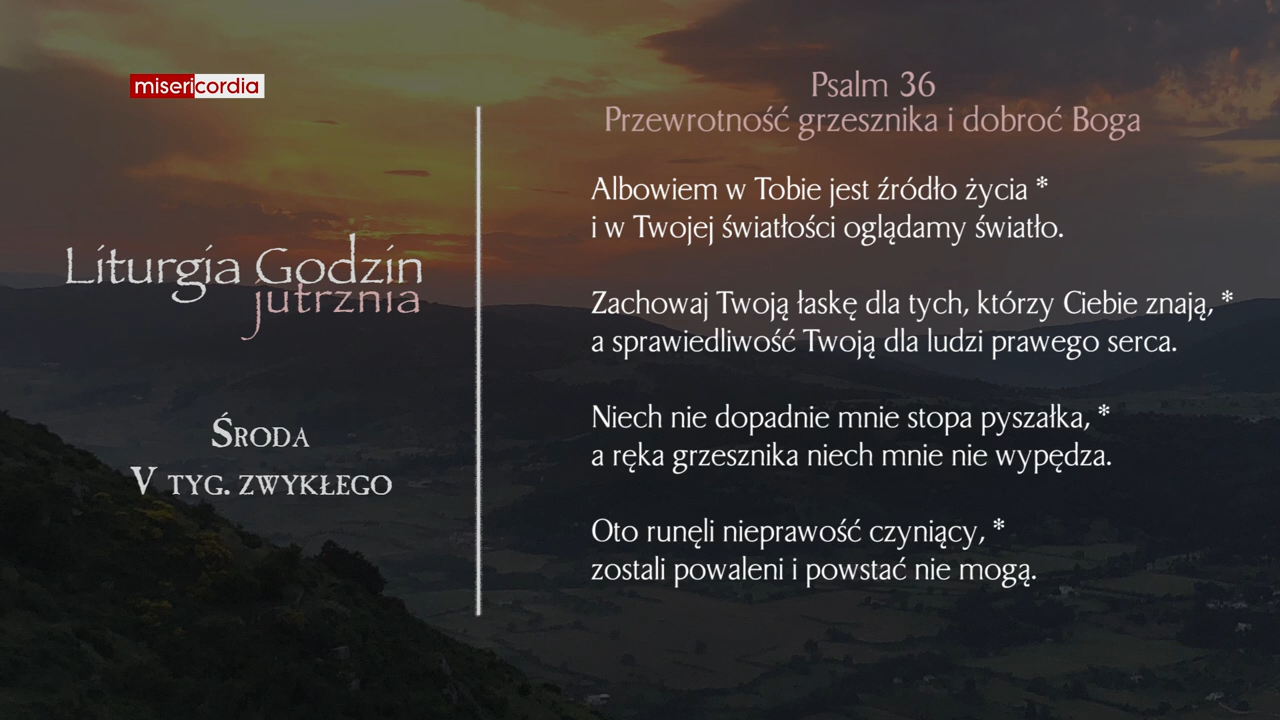 misericordia
Liturgia Godzin
jutrznia
Środa
V tyg. zwykłego
Psalm 36
Przewrotność grzesznika i dobroć Boga
Albowiem w Tobie jest źródło życia *
i w Twojej światłości oglądamy światło.
Zachowaj Twoją łaskę dla tych, którzy Ciebie znają, *
a sprawiedliwość Twoją dla ludzi prawego serca.
Niech nie dopadnie mnie stopa pyszałka, *
a ręka grzesznika niech mnie nie wypędza.
Oto runęli nieprawość czyniący, *
zostali powaleni i powstać nie mogą.